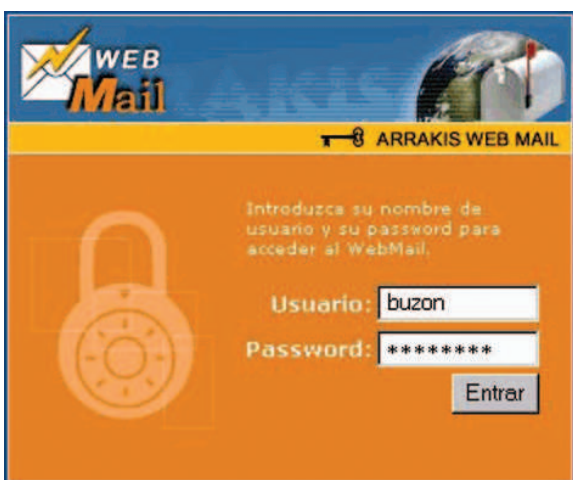 WEB
Mail
ARRAKIS
ARRAKIS WEB MAIL
Introduzca su nombre de
usuario y su password para
acceder al WebMail.
Usuario: buzon
Password: ********
Entrar